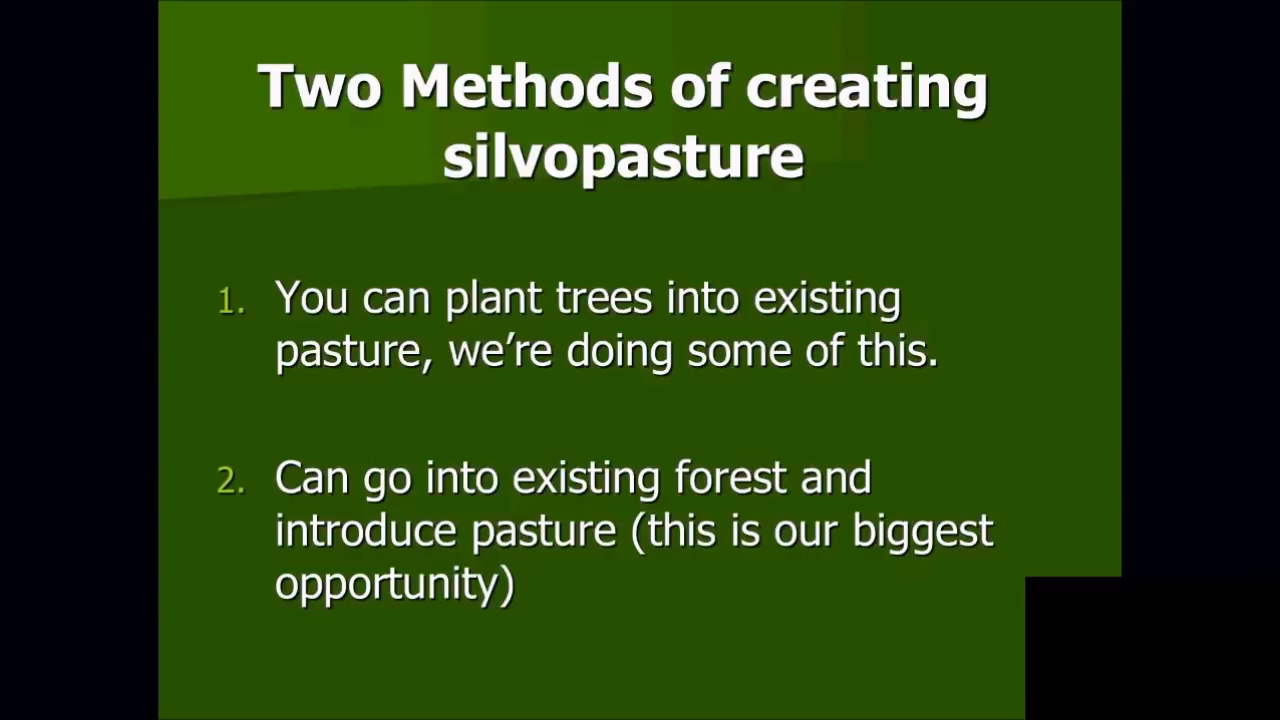 Two Methods of creating
silvopasture
1. You can plant trees into existing
pasture, we’re doing some of this.
2. Can go into existing forest and
introduce pasture (this is our biggest
opportunity)